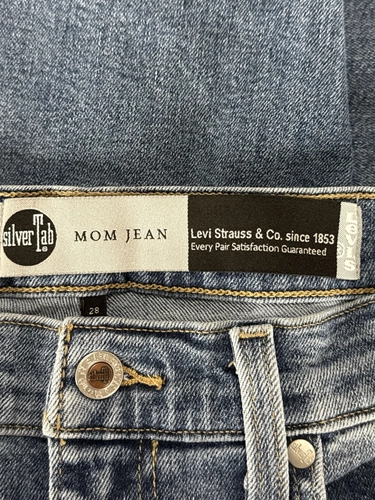 silver Tab®
MOM JEAN
Levi Strauss & Co. since 1853
Every Pair Satisfaction Guaranteed
Levi's®
28